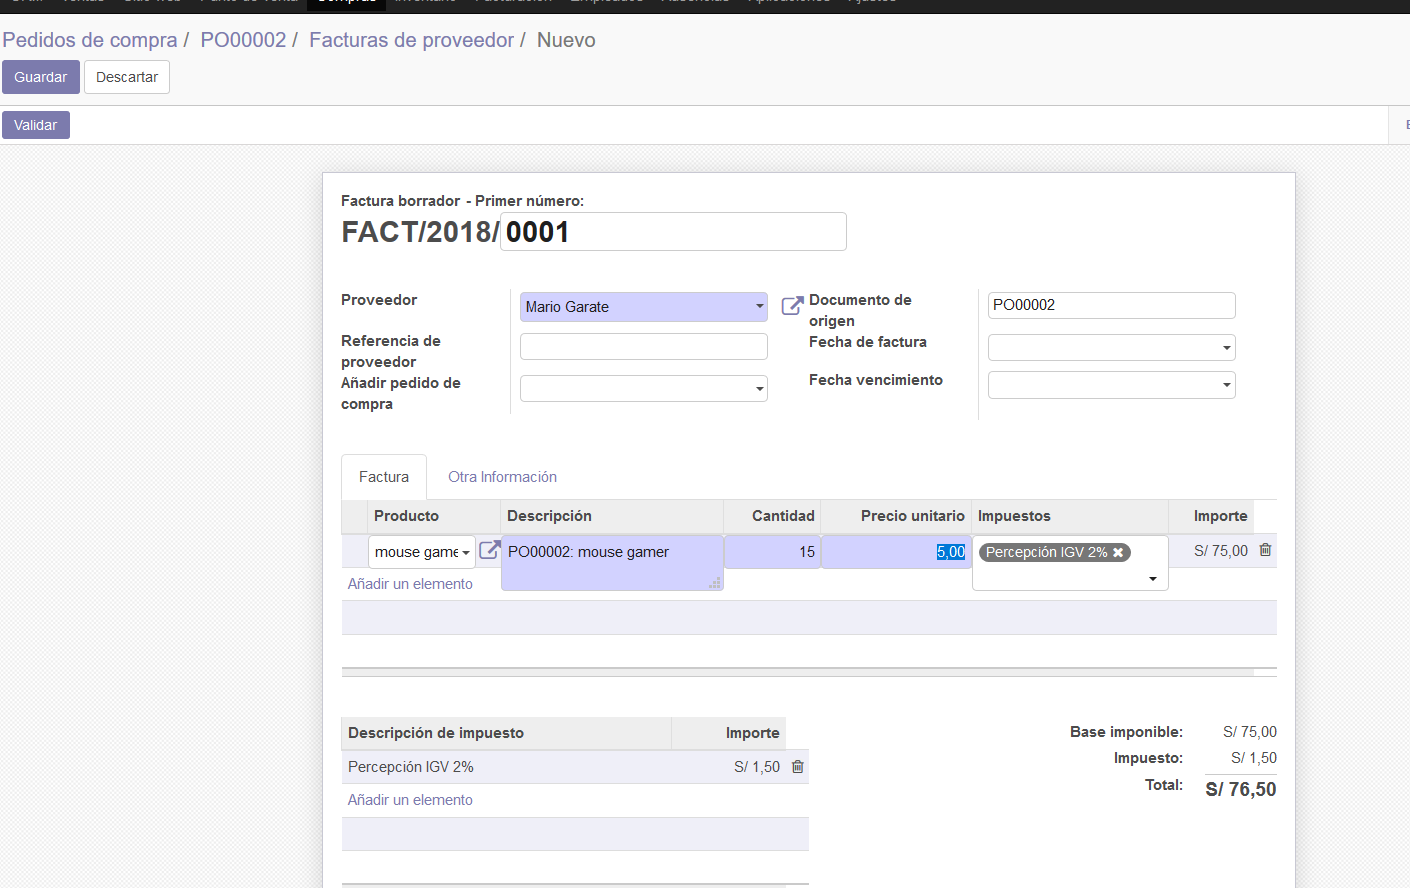 Compras
Pedidos de compra / PO00002 / Facturas de proveedor / Nuevo
Guardar Descartar
Validar
Factura borrador - Primer número:
FACT/2018/ 0001
Proveedor Mario Garate Documento de origen PO00002
Referencia de proveedor Fecha de factura
Añadir pedido de compra Fecha vencimiento
Factura Otra Información
Producto Descripción Cantidad Precio unitario Impuestos Importe
mouse game PO00002: mouse gamer 15 5,00 Percepción IGV 2% ✖ S/ 75,00
Añadir un elemento
Descripción de impuesto Importe
Percepción IGV 2% S/ 1,50
Añadir un elemento
Base imponible: S/ 75,00
Impuesto: S/ 1,50
Total: S/ 76,50